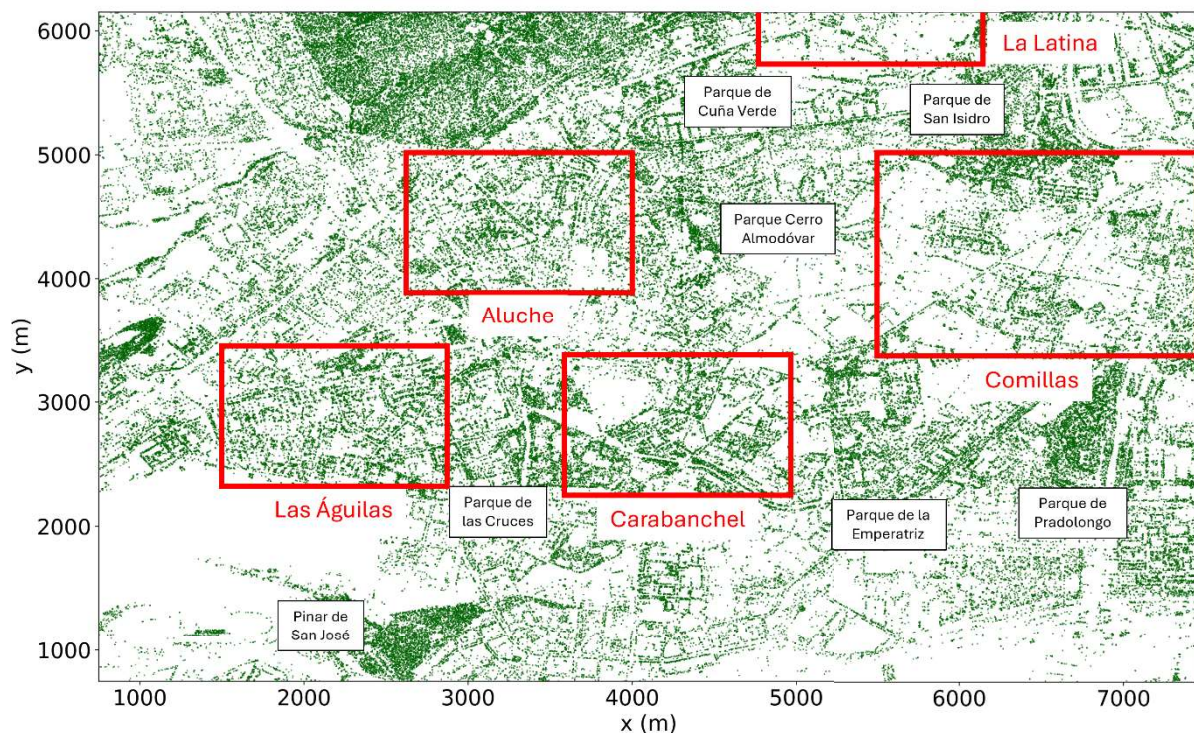 6000
5000
4000
3000
2000
1000
y (m)
La Latina
Parque de
Cuña Verde
Parque de
San Isidro
Parque Cerro
Almodóvar
Aluche
Comillas
Las Águilas
Parque de
las Cruces
Carabanchel
Parque de la
Emperatriz
Parque de
Pradolongo
Pinar de
San José
1000
2000
3000
4000
5000
6000
7000
x (m)